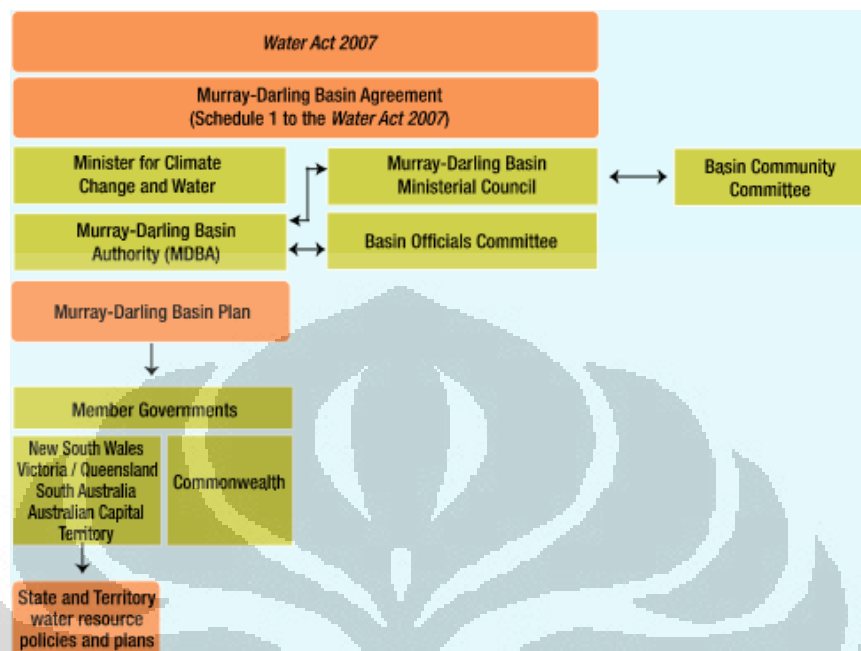 Water Act 2007
Murray-Darling Basin Agreement
(Schedule 1 to the Water Act 2007)
Minister for Climate
Change and Water
Murray-Darling Basin
Ministerial Council
Basin Community
Committee
Murray-Darling Basin
Authority (MDBA)
Basin Officials Committee
Murray-Darling Basin Plan
Member Governments
New South Wales
Victoria / Queensland
South Australia
Australian Capital
Territory
Commonwealth
State and Territory
water resource
policies and plans